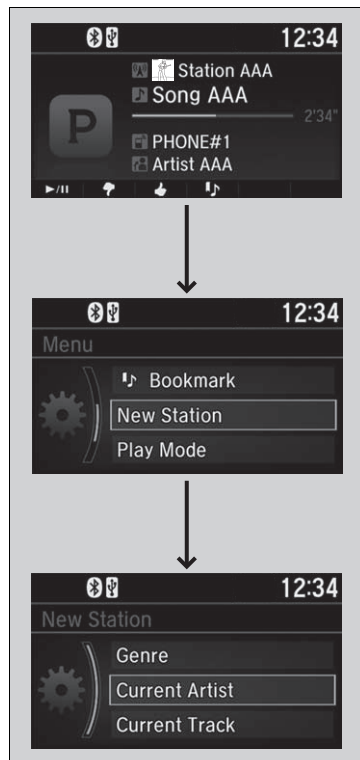 12:34
Station AAA
Song AAA
2'34"
P
PHONE#1
Artist AAA
▶/II
12:34
Menu
Bookmark
New Station
Play Mode
12:34
New Station
Genre
Current Artist
Current Track